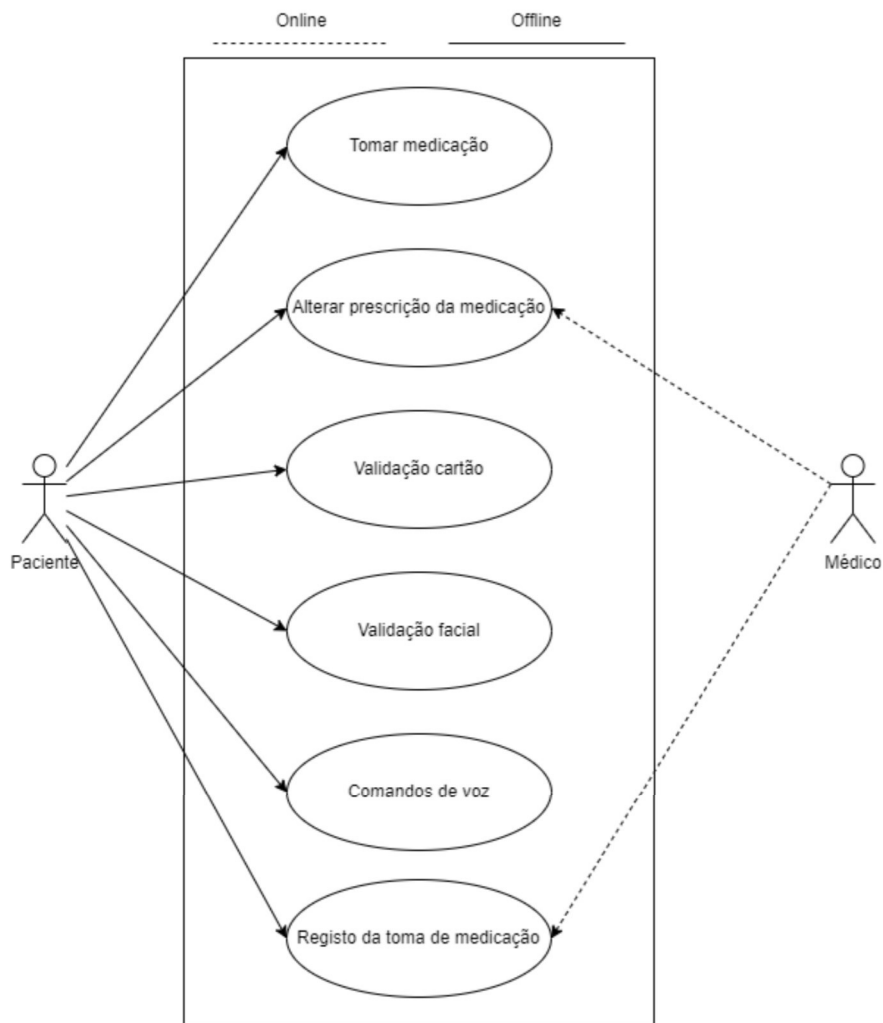 Online
Offline
Tomar medicação
Alterar prescrição da medicação
Validação cartão
Paciente
Médico
Validação facial
Comandos de voz
Registo da toma de medicação